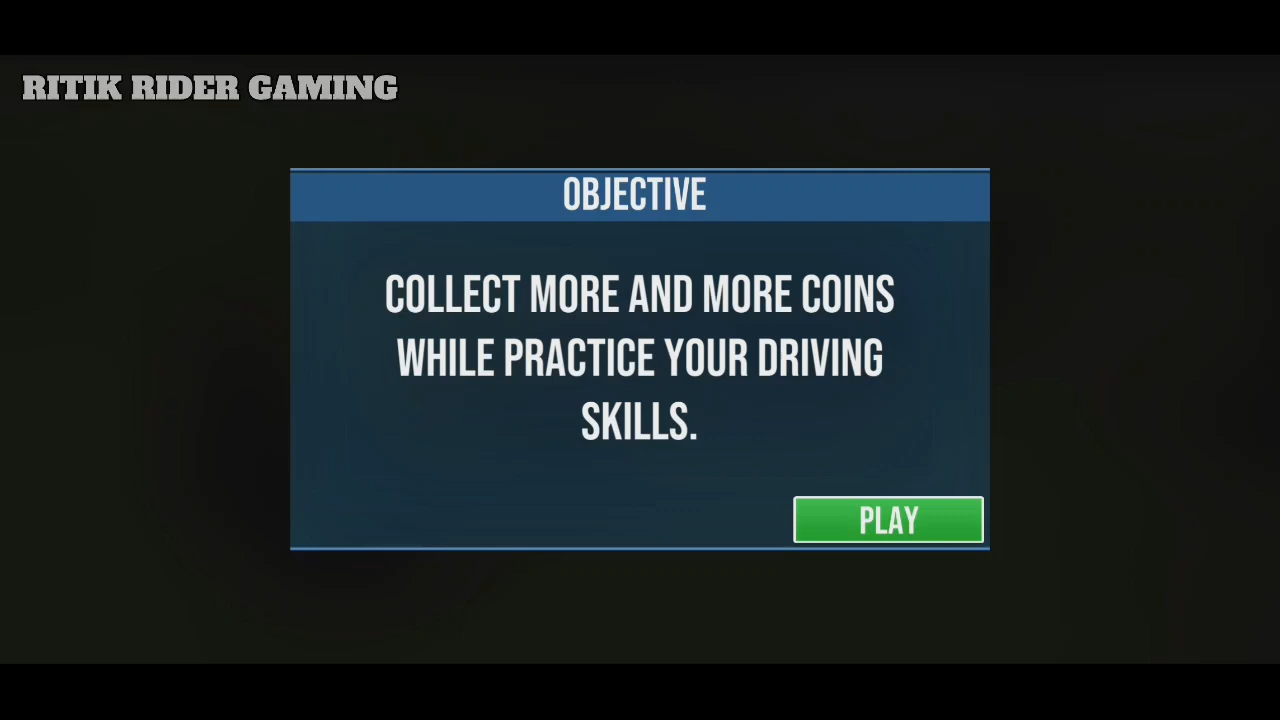 RITIK RIDER GAMING
OBJECTIVE
COLLECT MORE AND MORE COINS
WHILE PRACTICE YOUR DRIVING
SKILLS.
PLAY